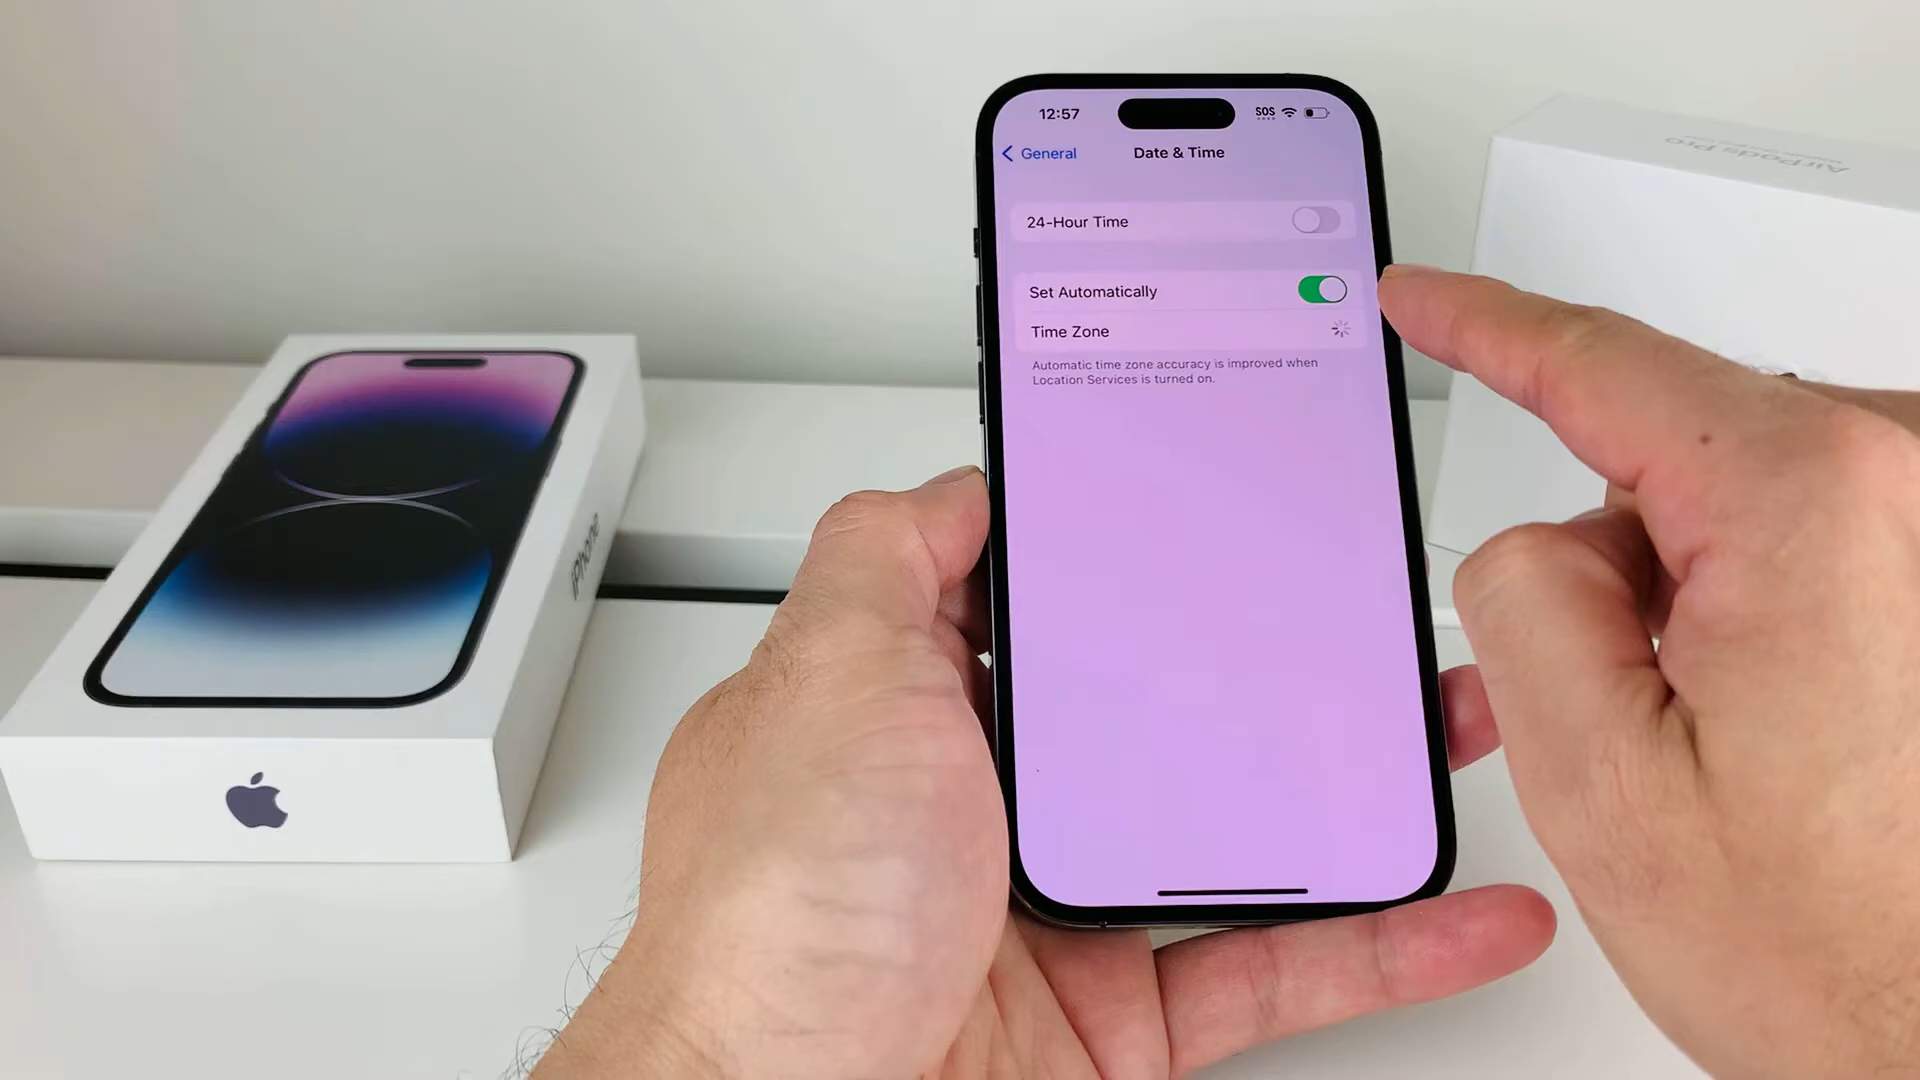 12:57
SOS
General
Date & Time
24-Hour Time
Set Automatically
Time Zone
Automatic time zone accuracy is improved when
Location Services is turned on.
iPhone
AirPods Pro